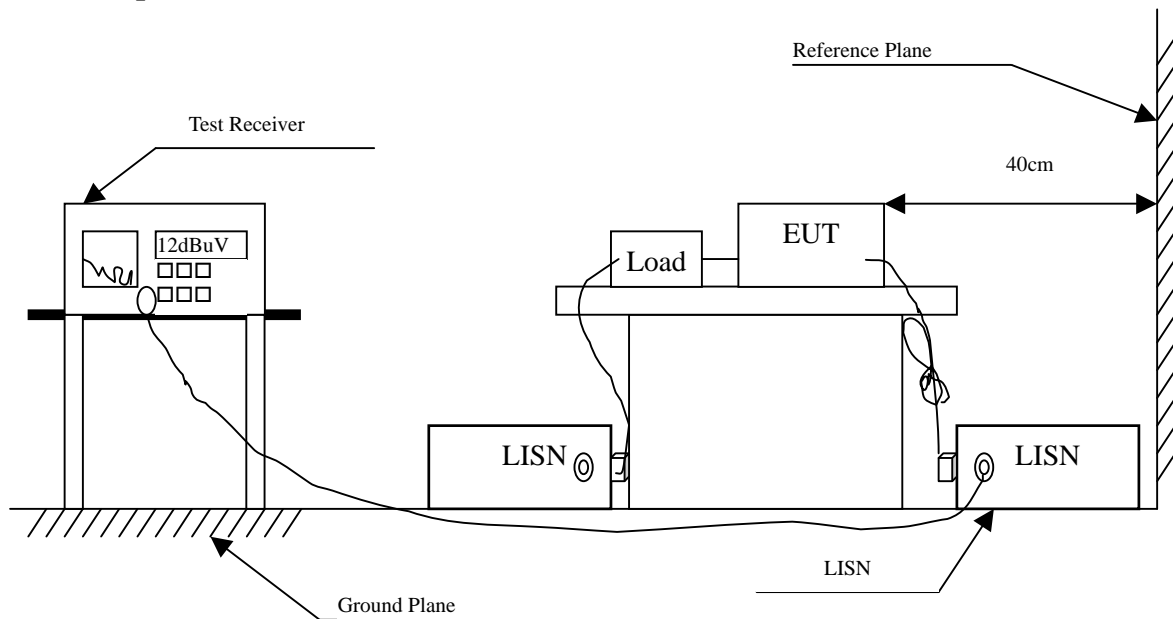 Reference Plane
Test Receiver
40cm
12dBuV
EUT
Load
LISN
LISN
LISN
Ground Plane